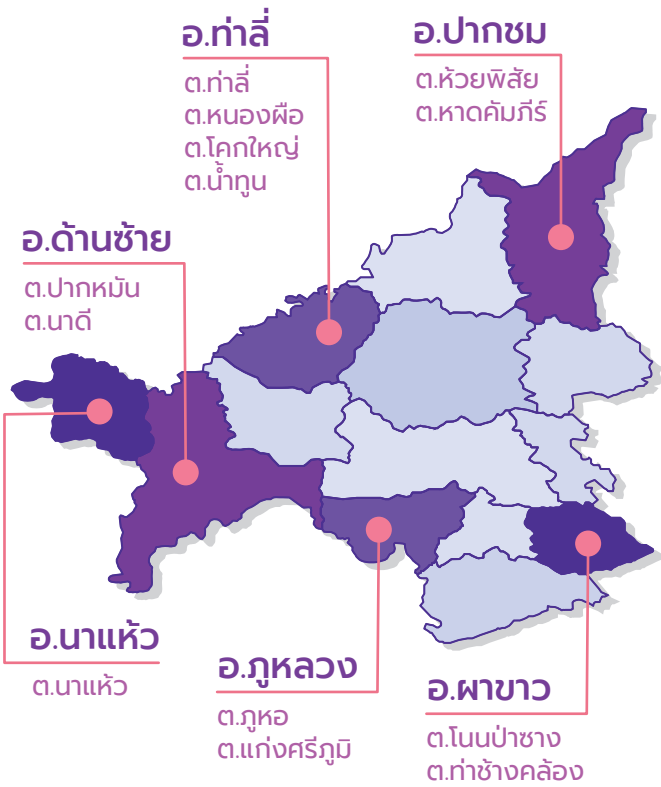 อ.ท่าลี่
ต.ท่าลี่
ต.หนองผือ
ต.โคกใหญ่
ต.น้ำทูน
อ.ปากชม
ต.ห้วยพิสัย
ต.หาดคัมภีร์
อ.ด้านซ้าย
ต.ปากหมัน
ต.นาดี
อ.นาแห้ว
ต.นาแห้ว
อ.ภูหลวง
ต.ภูหอ
ต.แก่งศรีภูมิ
อ.ผาขาว
ต.โนนป่าซาง
ต.ท่าช้างคล้อง